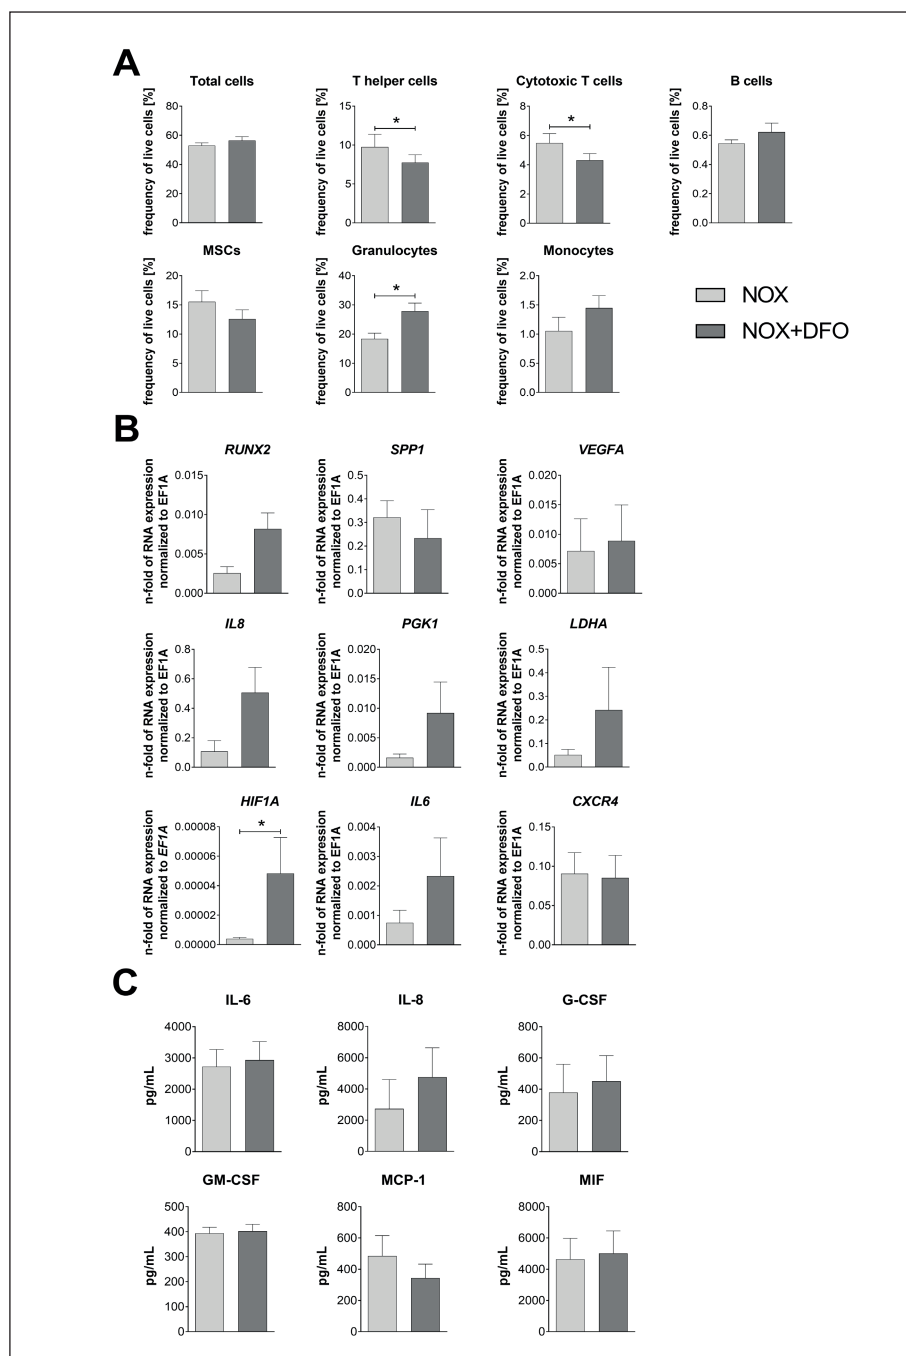 A
Total cells
T helper cells
Cytotoxic T cells
B cells
frequency of live cells [%]
80
60
40
20
0
frequency of live cells [%]
15
10
5
0
*
frequency of live cells [%]
8
6
4
2
0
*
frequency of live cells [%]
0.8
0.6
0.4
0.2
0.0
MSCs
Granulocytes
Monocytes
frequency of live cells [%]
20
15
10
5
0
frequency of live cells [%]
40
30
20
10
0
*
frequency of live cells [%]
2.0
1.5
1.0
0.5
0.0
NOX
NOX+DFO
B
RUNX2
SPP1
VEGFA
n-fold of RNA expression
normalized to EF1A
0.015
0.010
0.005
0.000
n-fold of RNA expression
normalized to EF1A
0.5
0.4
0.3
0.2
0.1
0.0
n-fold of RNA expression
normalized to EF1A
0.020
0.015
0.010
0.005
0.000
IL8
PGK1
LDHA
n-fold of RNA expression
normalized to EF1A
0.8
0.6
0.4
0.2
0.0
n-fold of RNA expression
normalized to EF1A
0.020
0.015
0.010
0.005
0.000
n-fold of RNA expression
normalized to EF1A
0.5
0.4
0.3
0.2
0.1
0.0
HIF1A
IL6
CXCR4
n-fold of RNA expression
normalized to EF1A
0.00008
0.00006
0.00004
0.00002
0.00000
*
n-fold of RNA expression
normalized to EF1A
0.004
0.003
0.002
0.001
0.000
n-fold of RNA expression
normalized to EF1A
0.15
0.10
0.05
0.00
C
IL-6
IL-8
G-CSF
pg/mL
4000
3000
2000
1000
0
pg/mL
8000
6000
4000
2000
0
pg/mL
800
600
400
200
0
GM-CSF
MCP-1
MIF
pg/mL
500
400
300
200
100
0
pg/mL
800
600
400
200
0
pg/mL
8000
6000
4000
2000
0